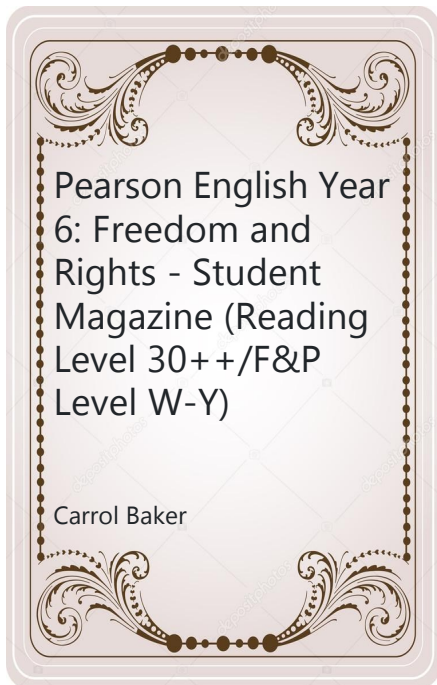 Pearson English Year
6: Freedom and
Rights - Student
Magazine (Reading
Level 30++/F&P
Level W-Y)
Carrol Baker